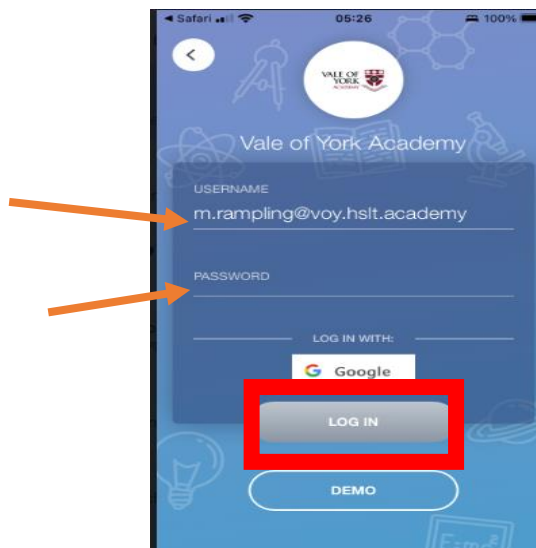 Safari 05:26 100%
VALE OF
YORK
ACADEMY
Vale of York Academy
USERNAME
m.rampling@voy.hslt.academy
PASSWORD
LOG IN WITH:
G Google
LOG IN
DEMO
E=mc²